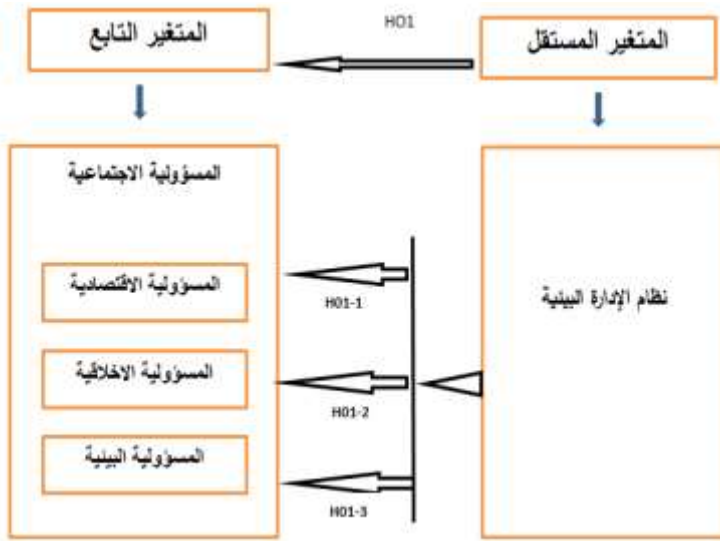 المتغير المستقل
HO1
المتغير التابع
المسؤولية الاجتماعية
المسؤولية الاقتصادية
H01-1
نظام الإدارة البيئية
المسؤولية الاخلاقية
H01-2
المسؤولية البيئية
H01-3